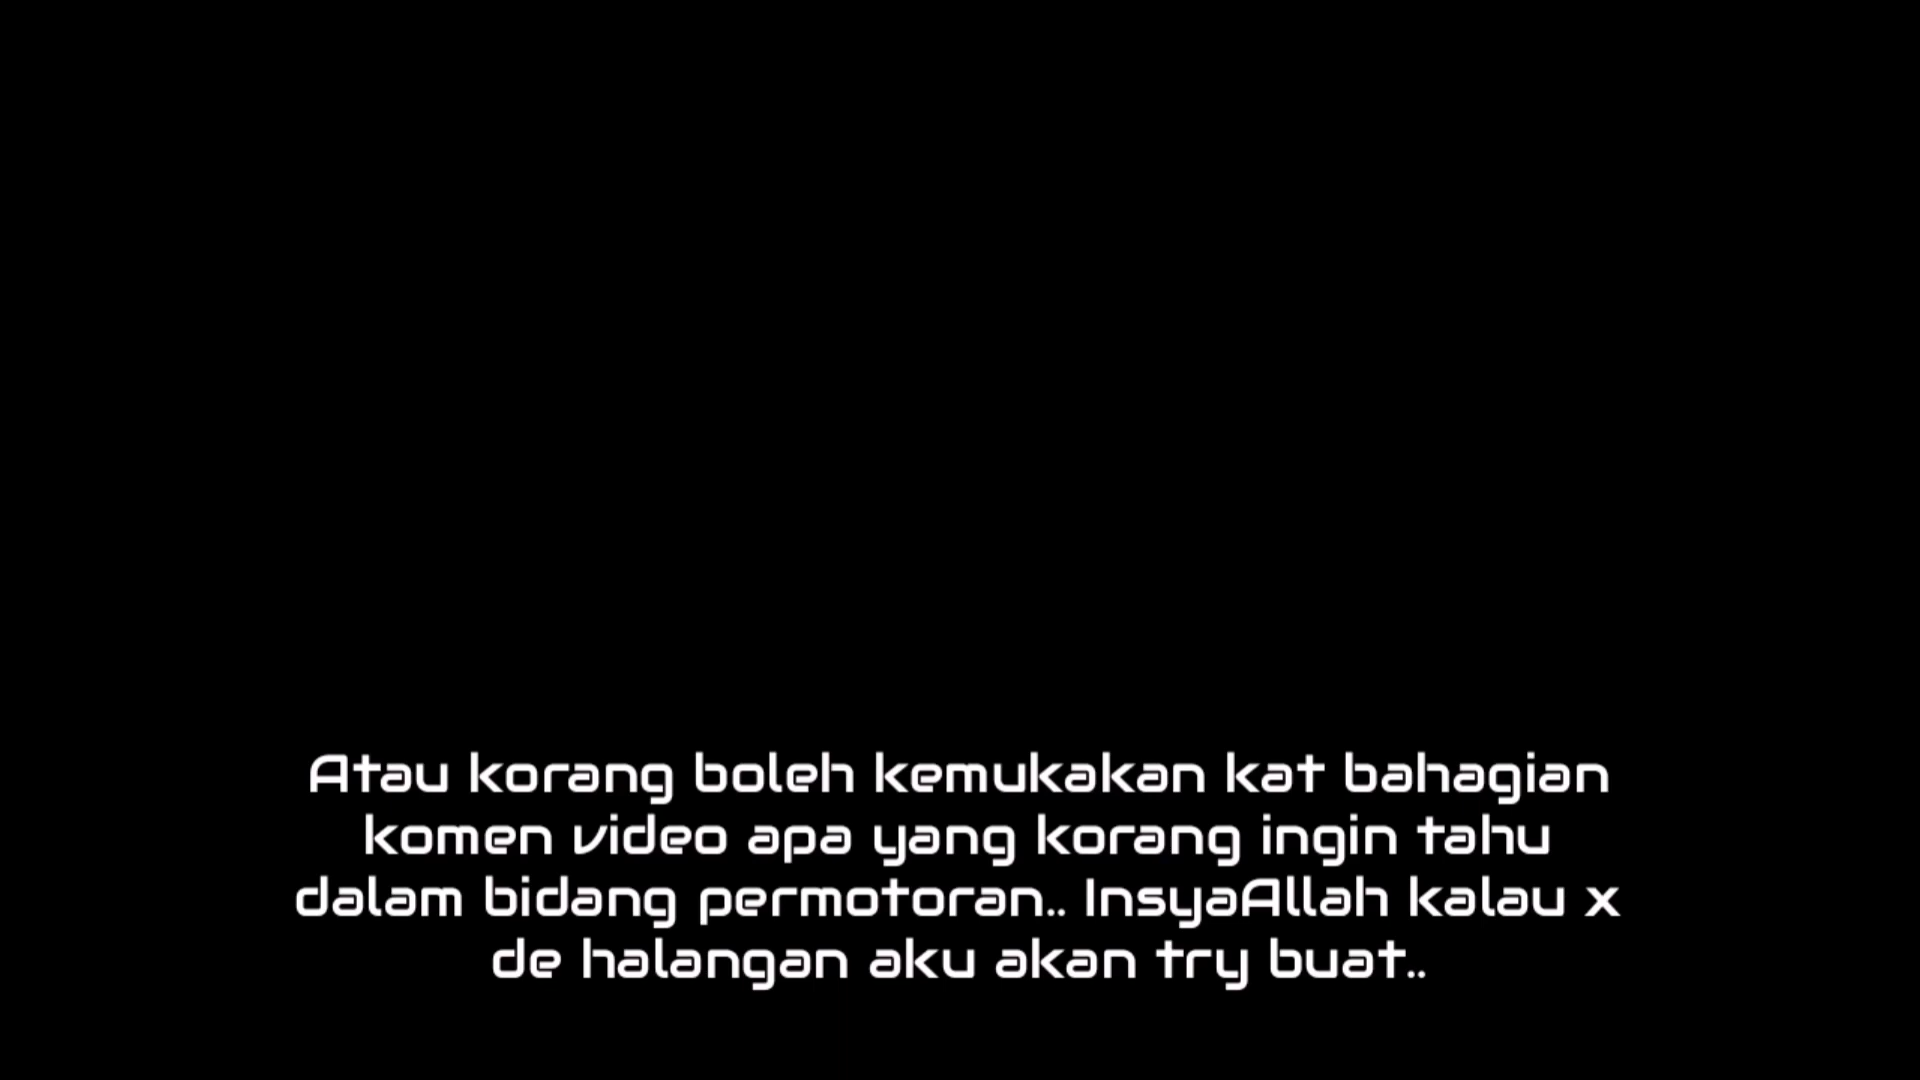 Atau korang boleh kemukakan kat bahagian
komen video apa yang korang ingin tahu
dalam bidang permotoran.. InsyaAllah kalau x
de halangan aku akan try buat..